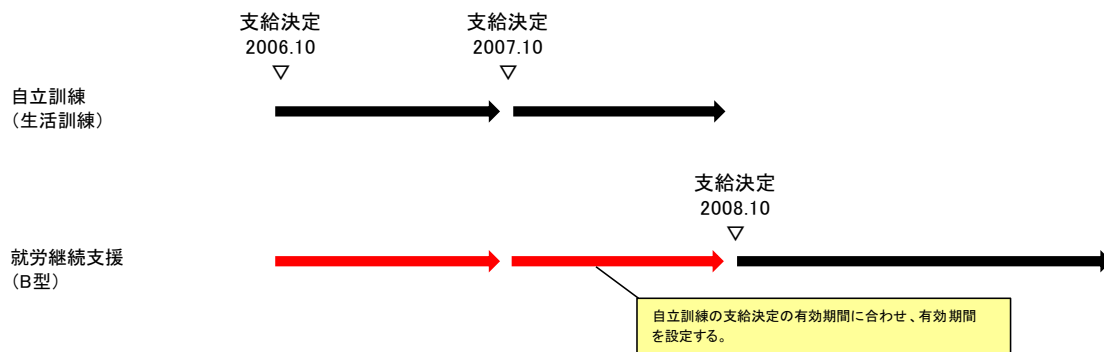 支給決定
2006.10
▽
支給決定
2007.10
▽
自立訓練
(生活訓練)
支給決定
2008.10
▽
就労継続支援
(B型)
自立訓練の支給決定の有効期間に合わせ、有効期間
を設定する。